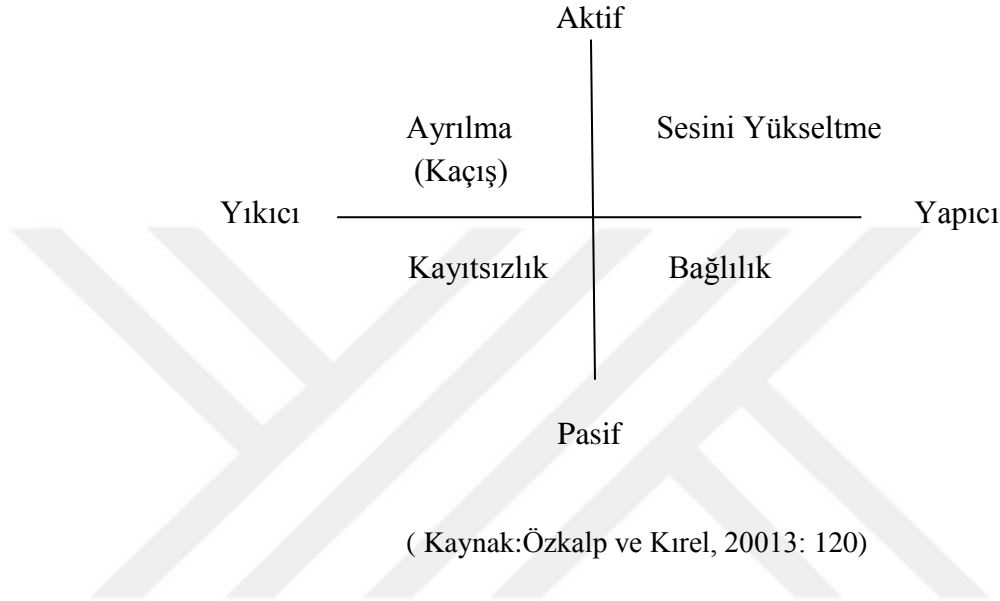 Aktif
Ayrılma
(Kaçış)
Sesini Yükseltme
Yıkıcı
Yapıcı
Kayıtsızlık
Bağlılık
Pasif
( Kaynak:Özkalp ve Kırel, 20013: 120)